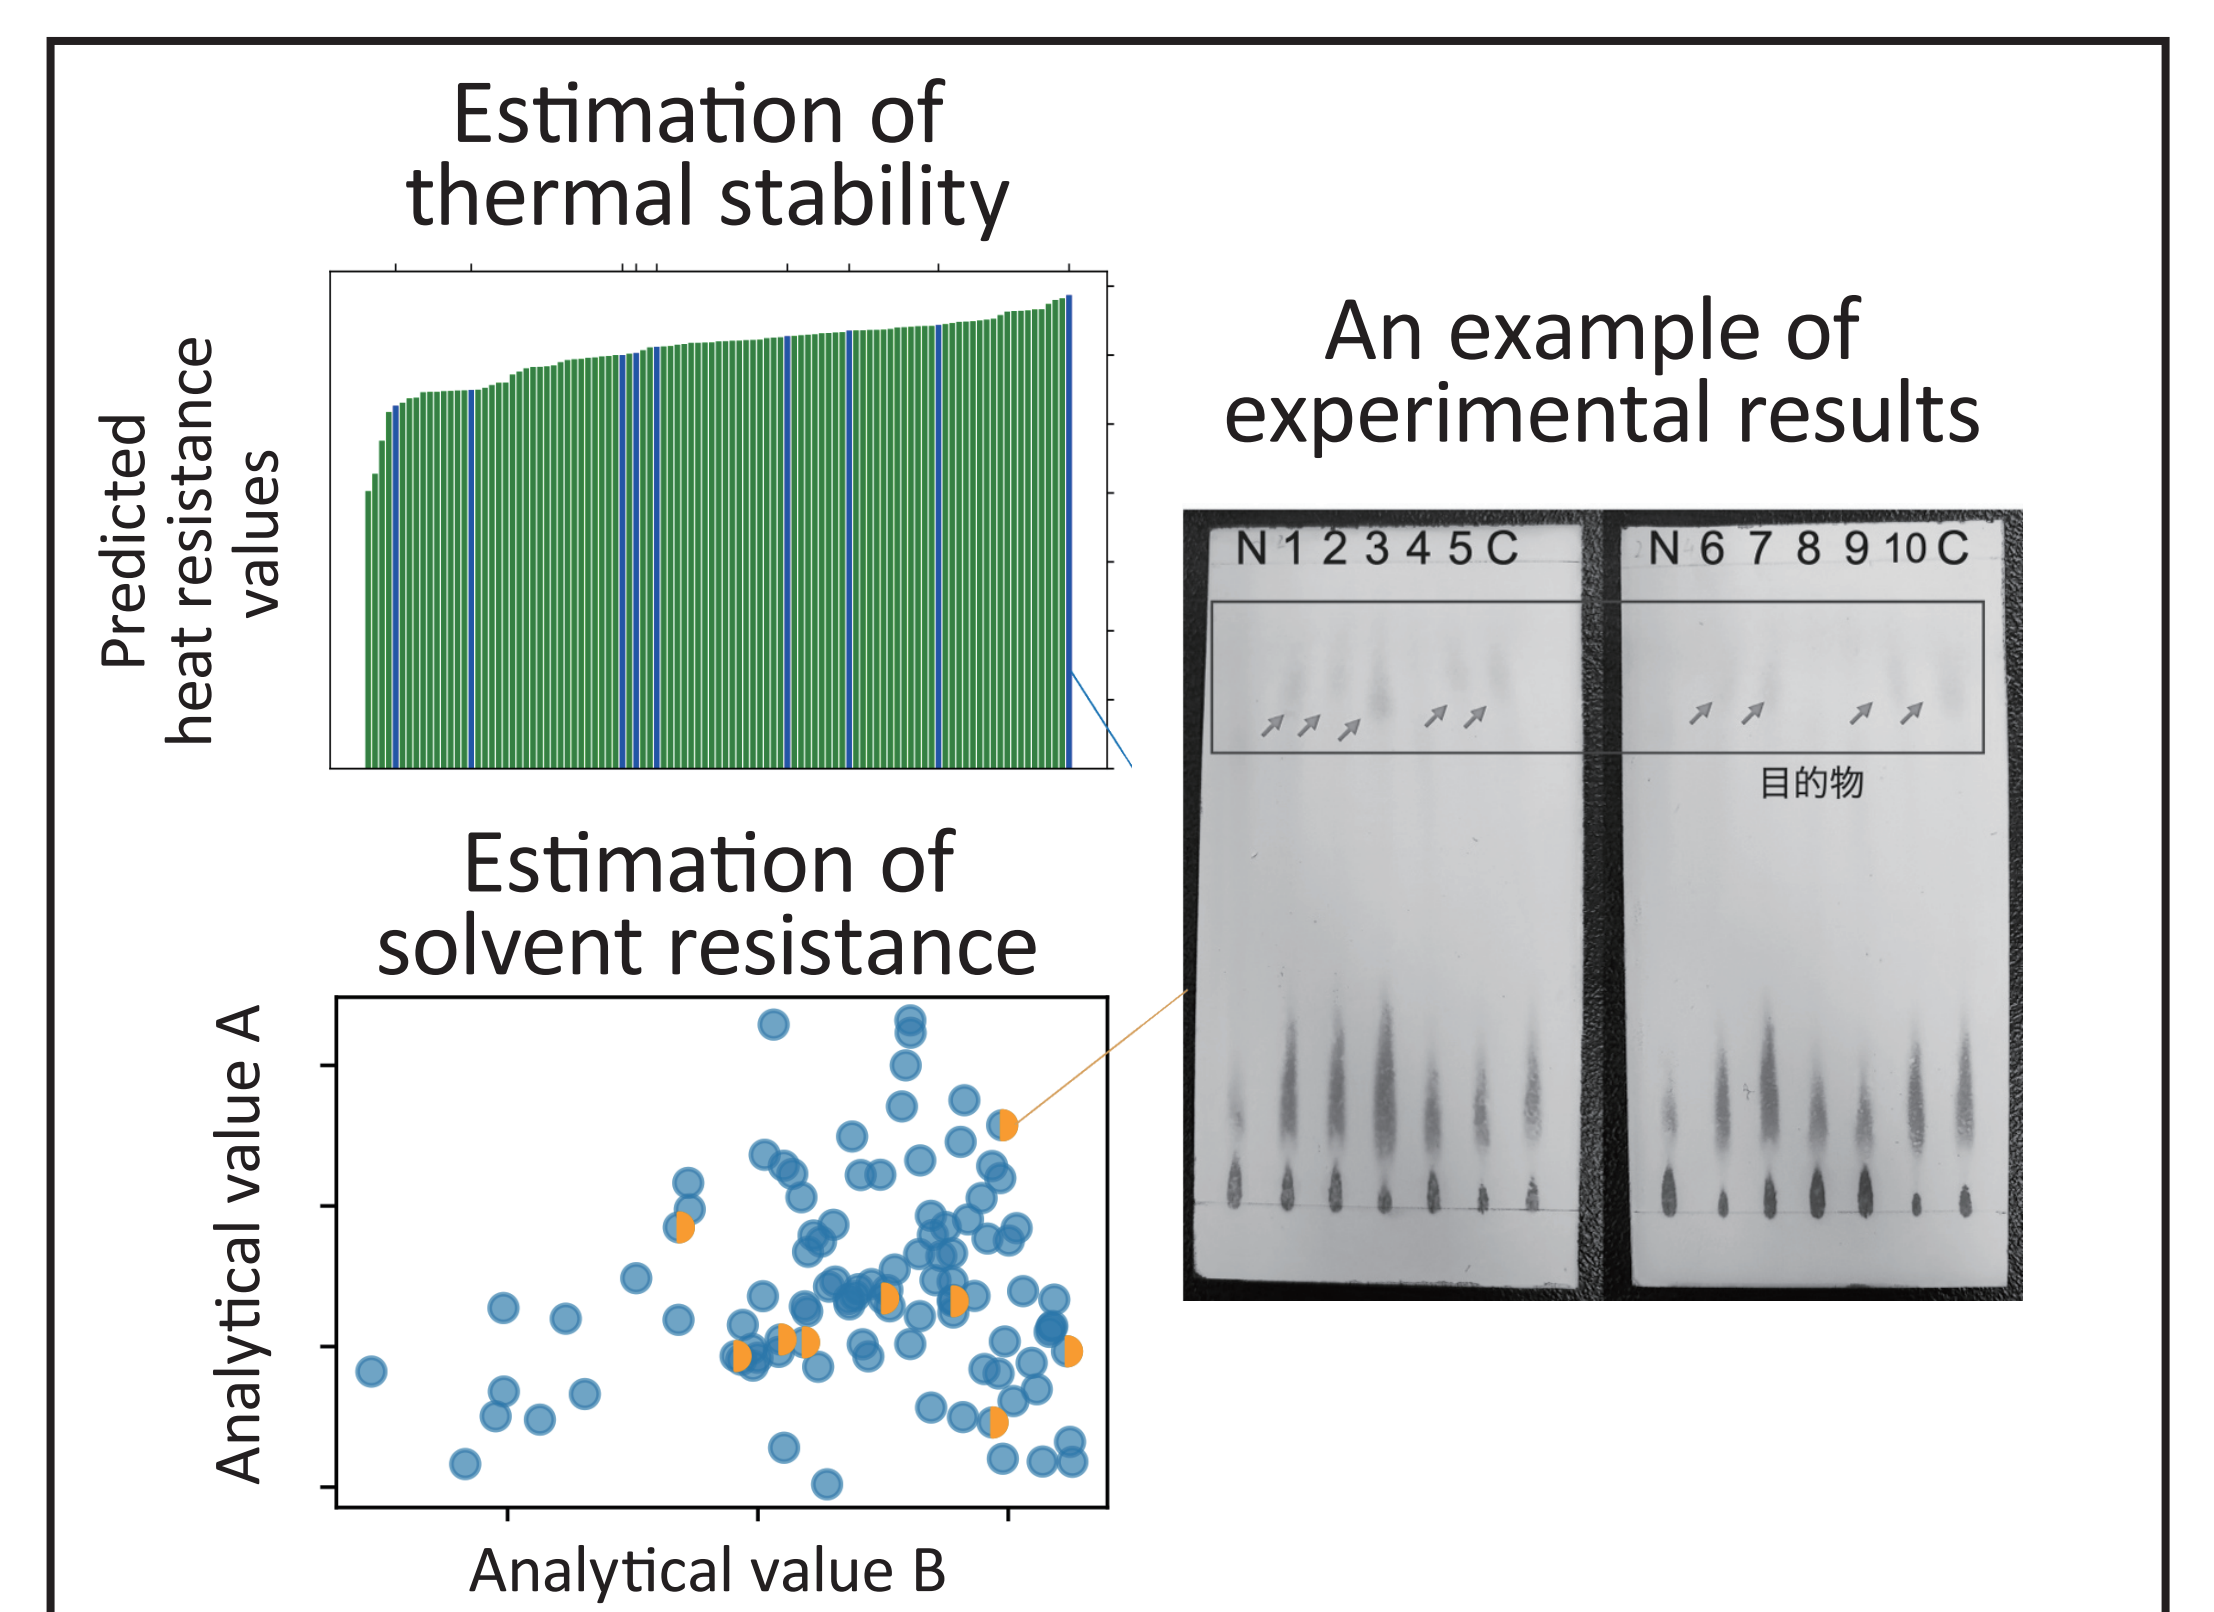 Estimation of
thermal stability
Predicted
heat resistance
values
An example of
experimental results
N 1 2 3 4 5 C
N 6 7 8 9 10 C
目的物
Estimation of
solvent resistance
Analytical value A
Analytical value B